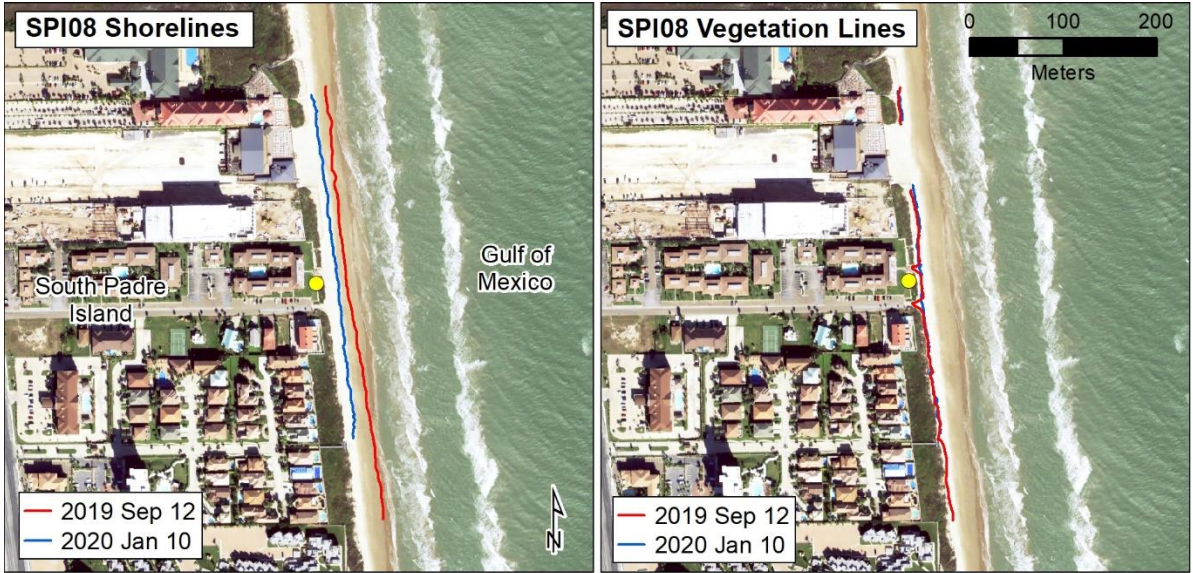 SPI08 Shorelines
Gulf of
Mexico
South Padre
Island
2019 Sep 12
2020 Jan 10
N
SPI08 Vegetation Lines
0 100 200
Meters
2019 Sep 12
2020 Jan 10